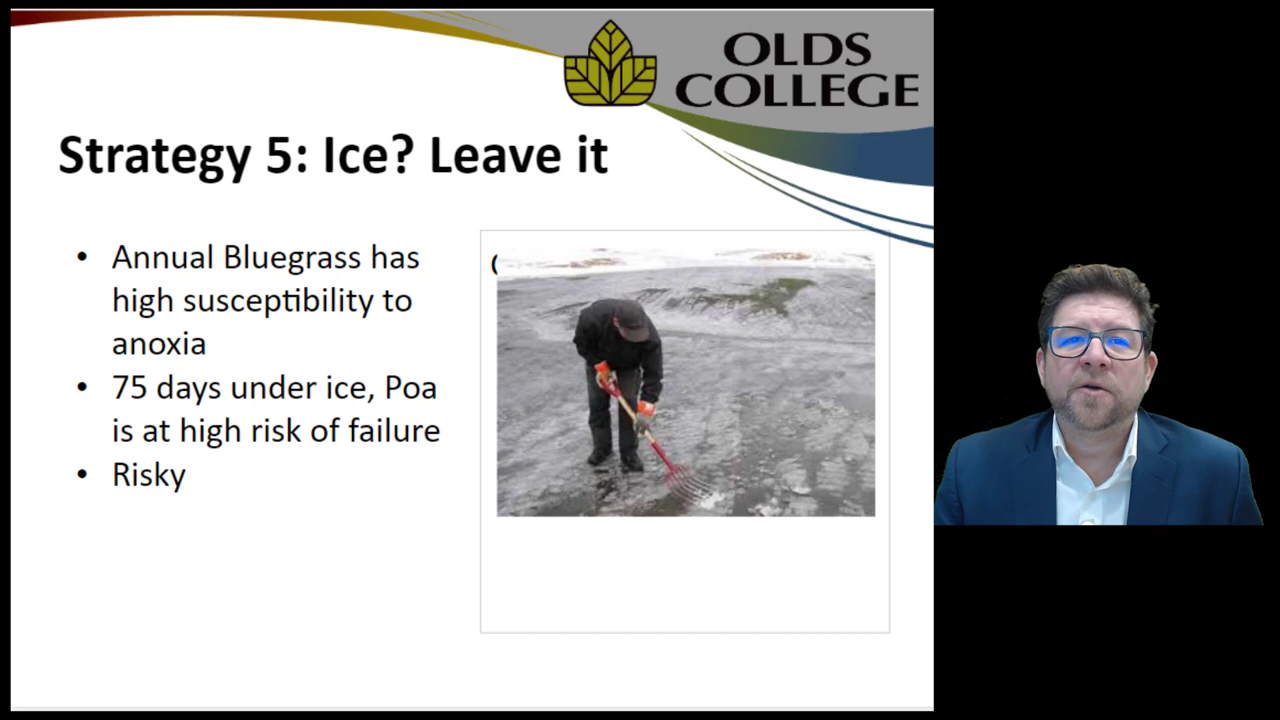 OLDS
COLLEGE
Strategy 5: Ice? Leave it
• Annual Bluegrass has
high susceptibility to
anoxia
• 75 days under ice, Poa
is at high risk of failure
• Risky
(